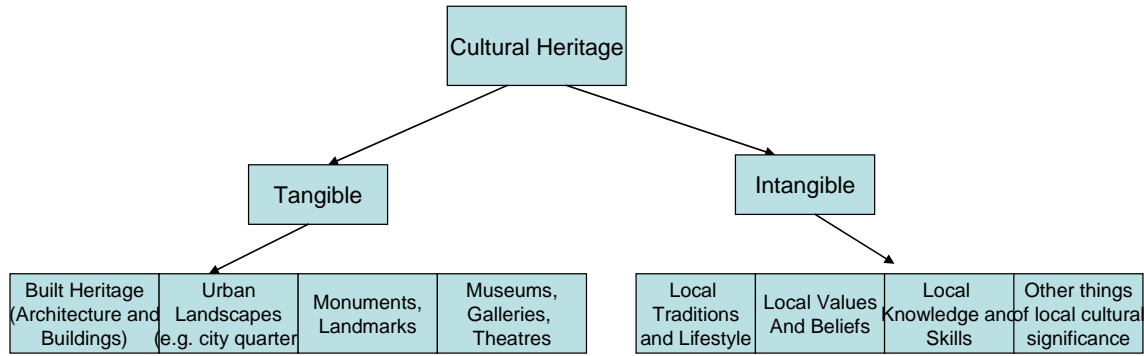 Cultural Heritage
Tangible
Intangible
Built Heritage
(Architecture and
Buildings)
Urban
Landscapes
(e.g. city quarter
Monuments,
Landmarks
Museums,
Galleries,
Theatres
Local
Traditions
and Lifestyle
Local Values
And Beliefs
Local
Knowledge and
Skills
Other things
of local cultural
significance